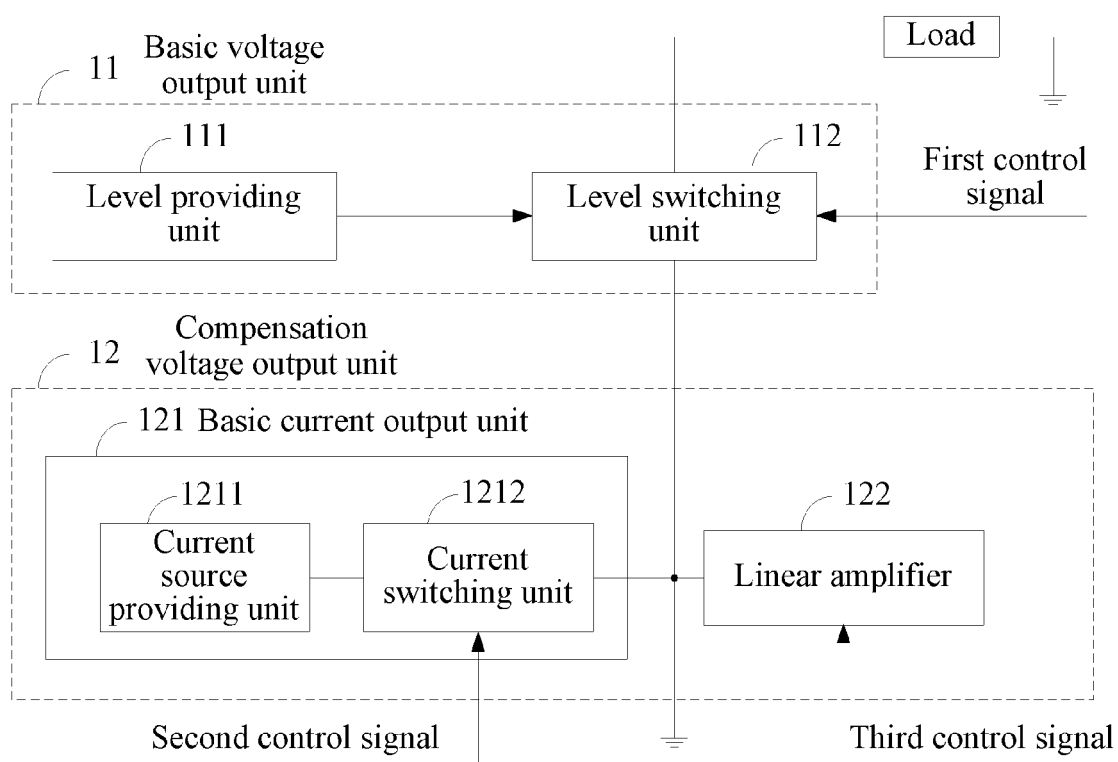 Load
11
Basic voltage
output unit
111
112
First control
signal
Level providing
unit
Level switching
unit
12
Compensation
voltage output unit
121 Basic current output unit
1211
1212
122
Current
source
providing unit
Current
switching unit
Linear amplifier
Second control signal
Third control signal